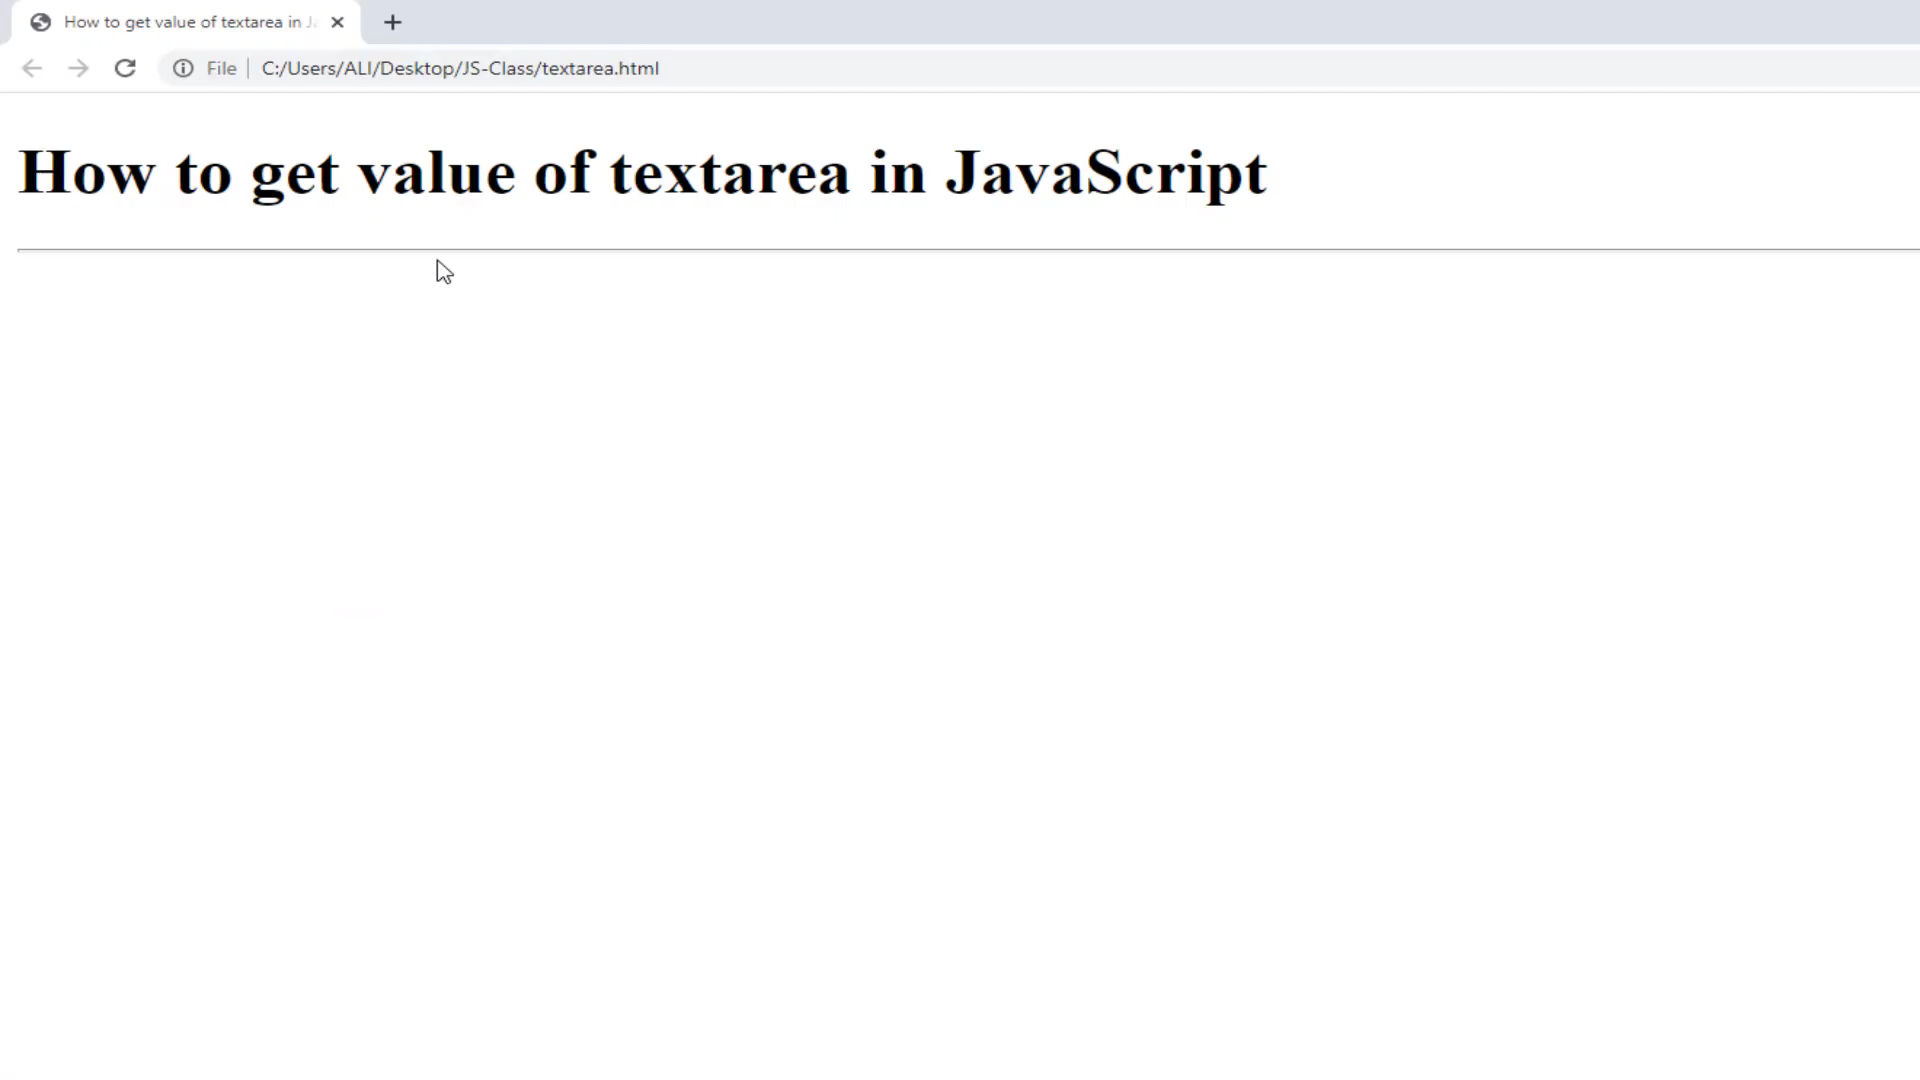 How to get value of textarea in
File
C:/Users/ALI/Desktop/JS-Class/textarea.html
How to get value of textarea in JavaScript